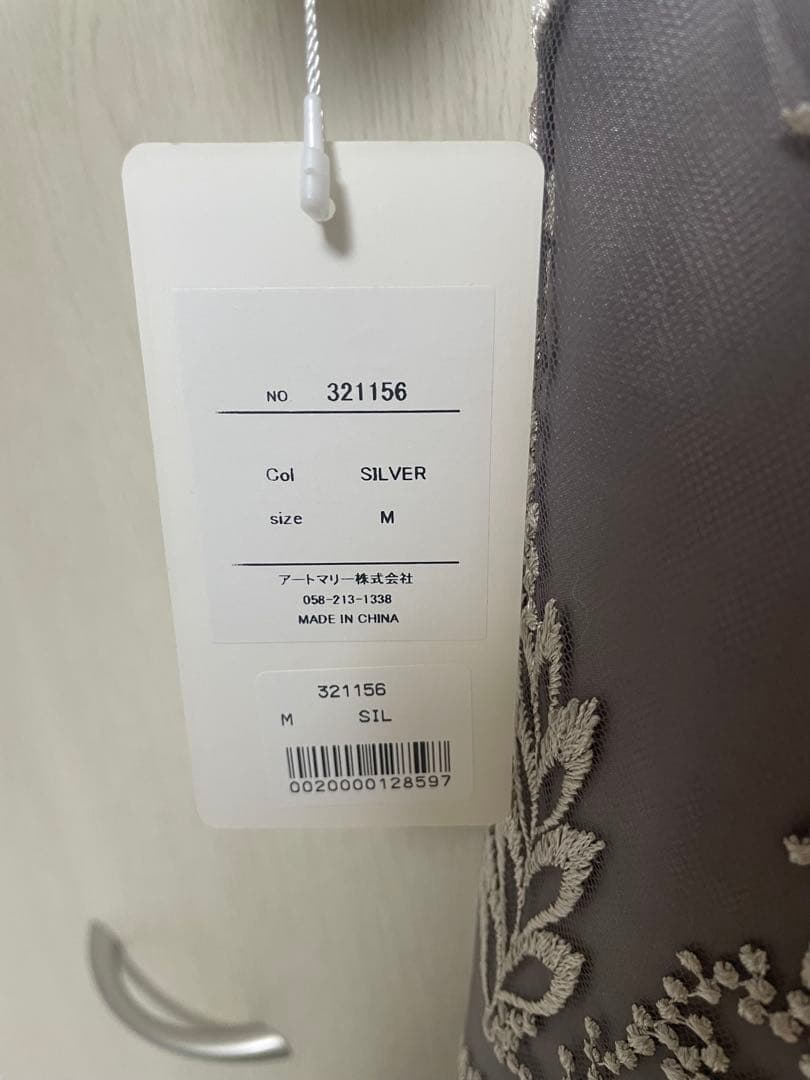 NO 321156
Col SILVER
size M
アートマリー株式会社
058-213-1338
MADE IN CHINA
321156
M SIL
0020000128597